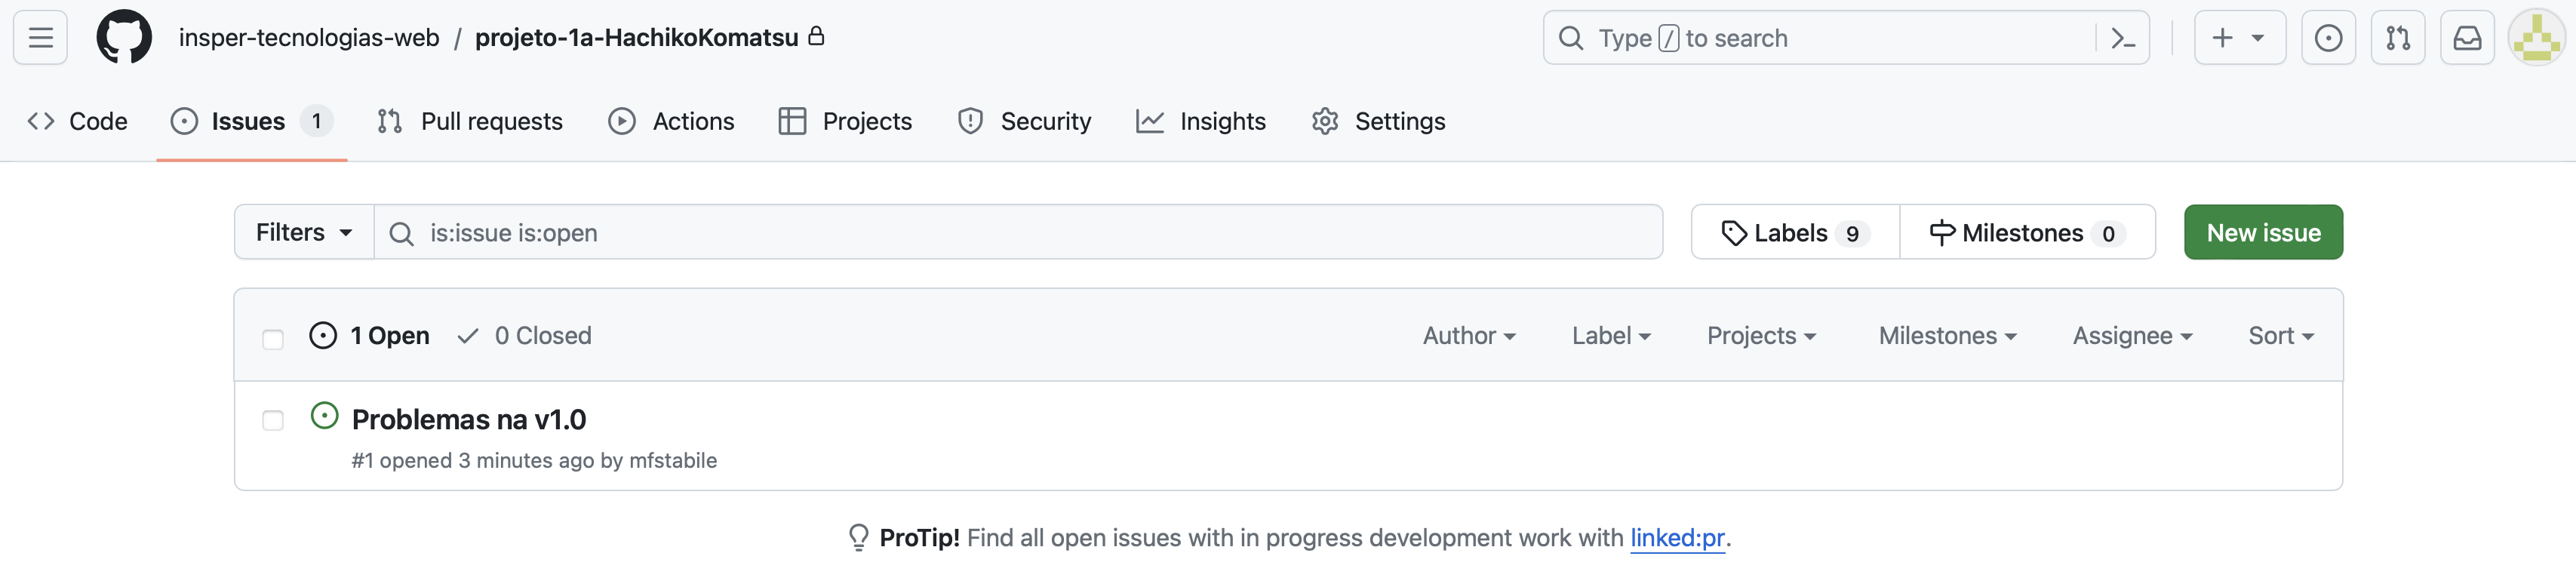 insper-tecnologias-web / projeto-1a-HachikoKomatsu
Type / to search
Code
Issues 1
Pull requests
Actions
Projects
Security
Insights
Settings
Filters
is:issue is:open
Labels 9
Milestones 0
New issue
1 Open
0 Closed
Author
Label
Projects
Milestones
Assignee
Sort
Problemas na v1.0
#1 opened 3 minutes ago by mfstabile
ProTip! Find all open issues with in progress development work with linked:pr.